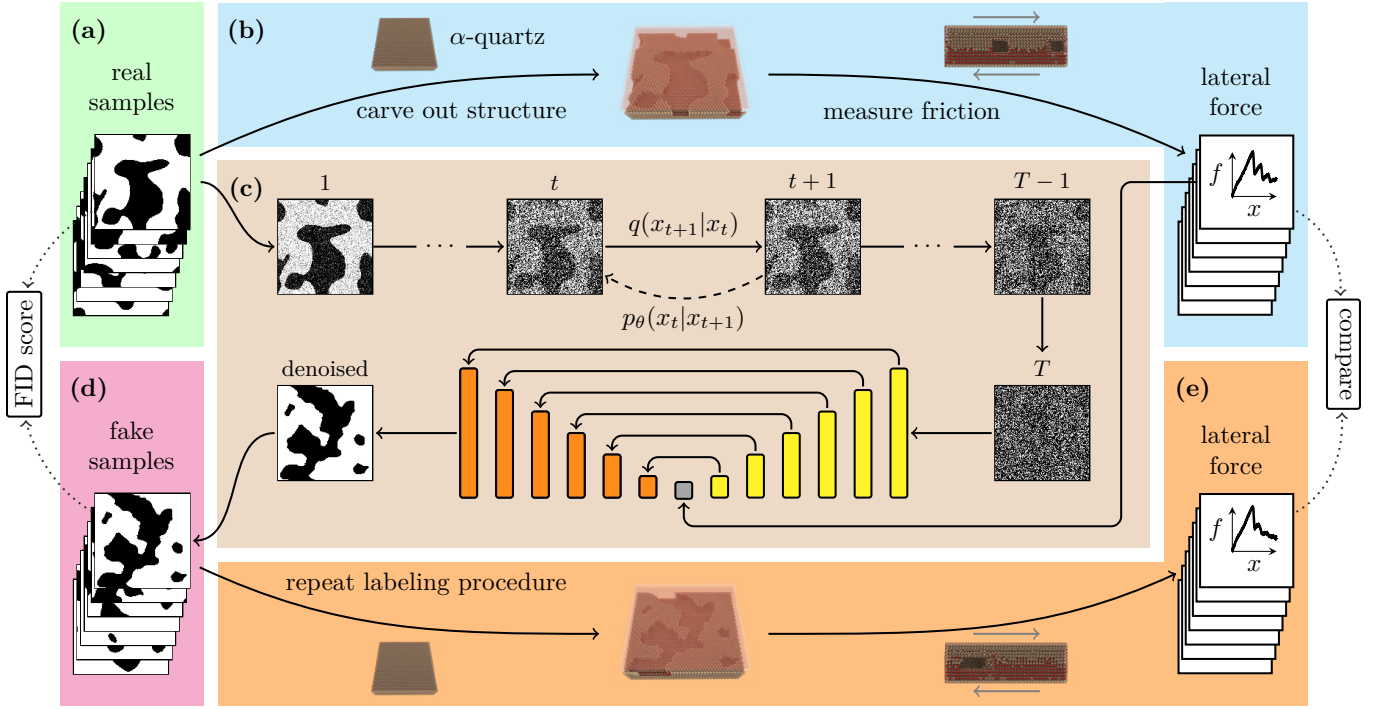 (a)
real
samples
(b)
α-quartz
carve out structure
measure friction
lateral
force
f
x
(c)
1
t
t + 1
T − 1
···
q(x_{t+1}|x_t)
···
p_θ(x_t|x_{t+1})
denoised
T
FID score
compare
(d)
fake
samples
(e)
lateral
force
f
x
repeat labeling procedure